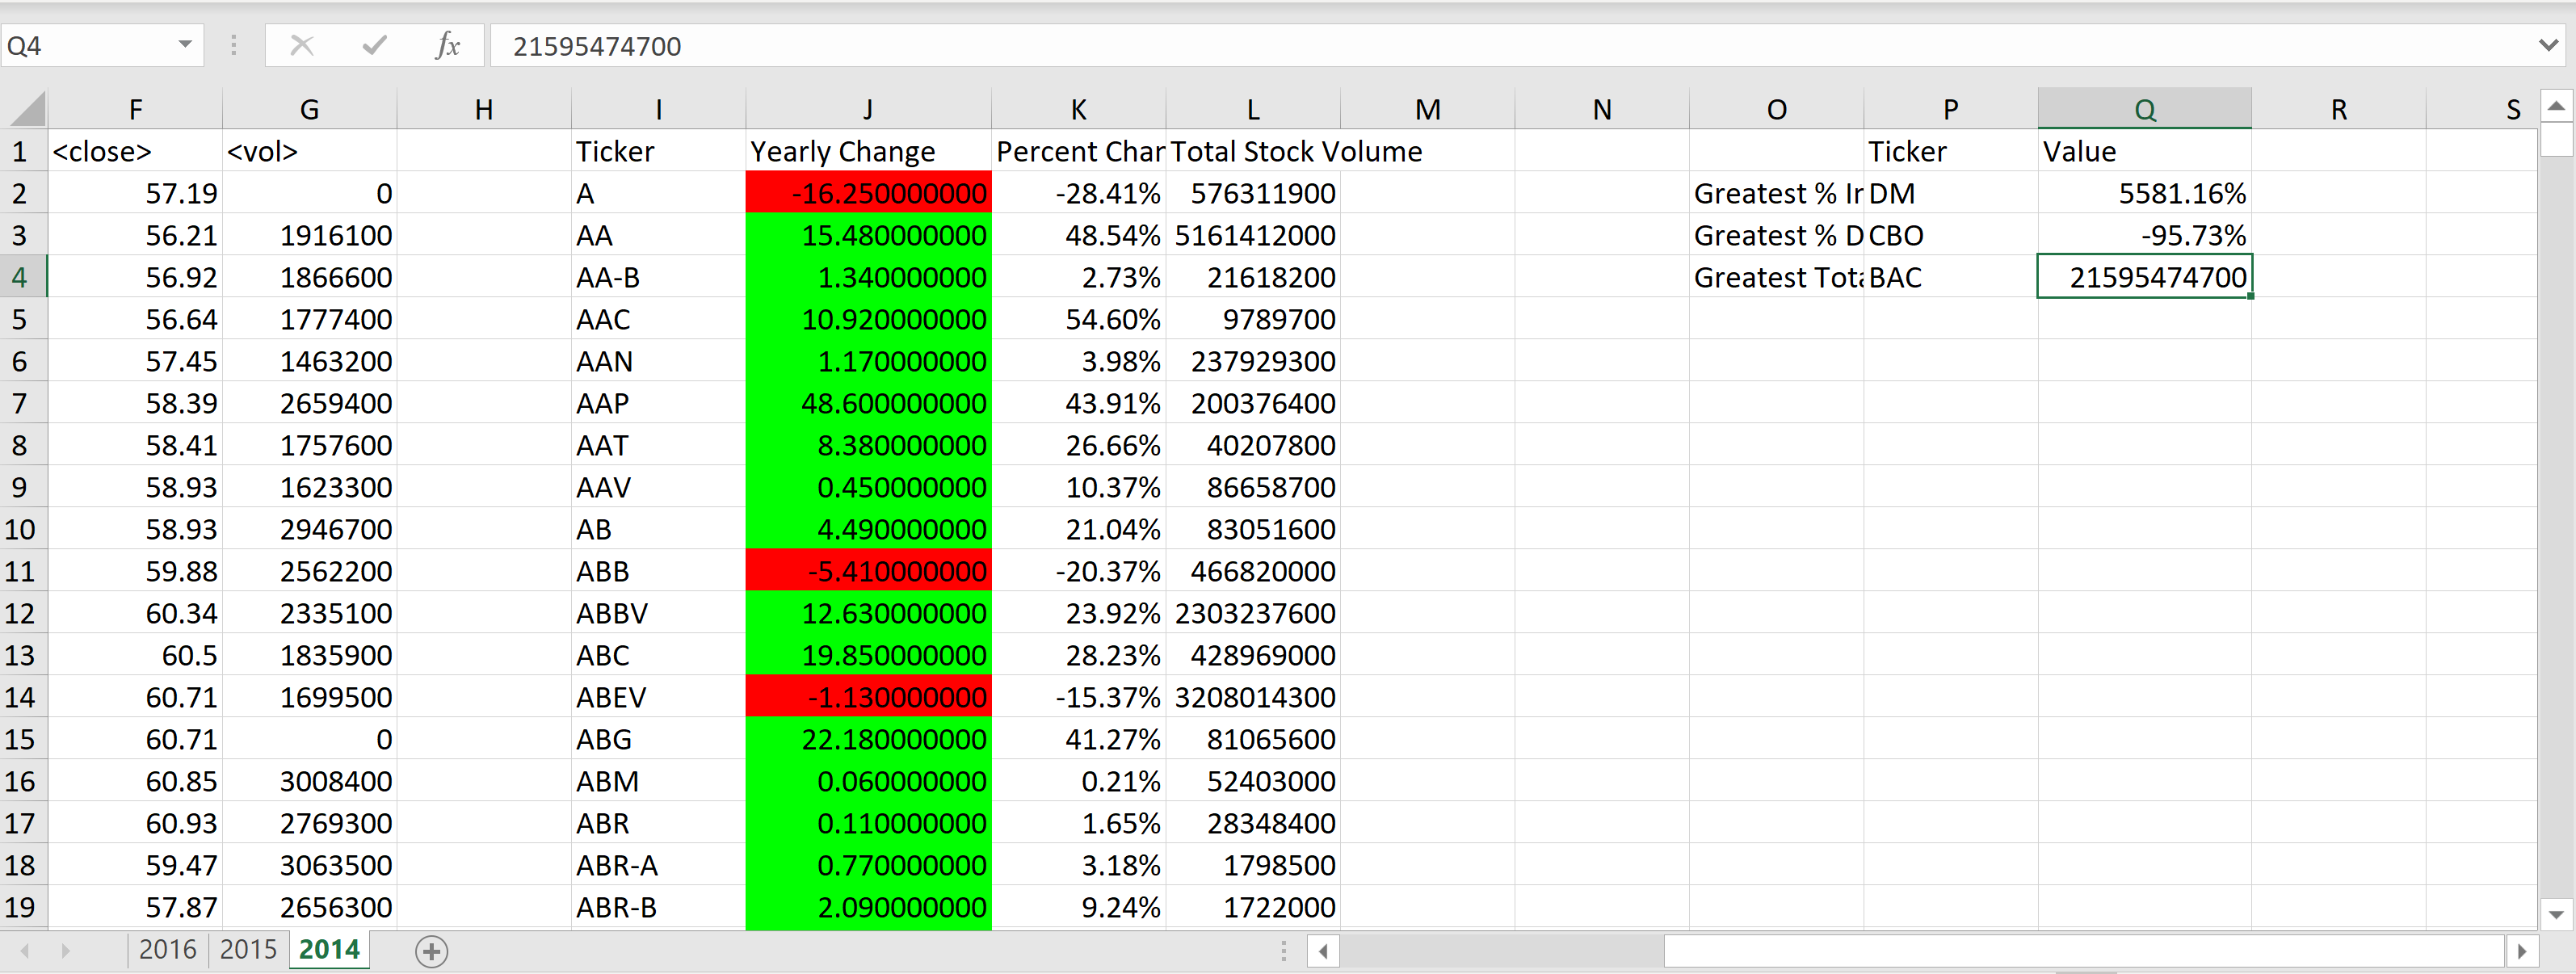 Q4 fx 21595474700
F G H I J K L M N O P Q R S
1 <close> <vol> Ticker Yearly Change Percent Char Total Stock Volume Ticker Value
2 57.19 0 A -16.250000000 -28.41% 576311900 Greatest % Ir DM 5581.16%
3 56.21 1916100 AA 15.480000000 48.54% 5161412000 Greatest % D CBO -95.73%
4 56.92 1866600 AA-B 1.340000000 2.73% 21618200 Greatest Tota BAC 21595474700
5 56.64 1777400 AAC 10.920000000 54.60% 9789700
6 57.45 1463200 AAN 1.170000000 3.98% 237929300
7 58.39 2659400 AAP 48.600000000 43.91% 200376400
8 58.41 1757600 AAT 8.380000000 26.66% 40207800
9 58.93 1623300 AAV 0.450000000 10.37% 86658700
10 58.93 2946700 AB 4.490000000 21.04% 83051600
11 59.88 2562200 ABB -5.410000000 -20.37% 466820000
12 60.34 2335100 ABBV 12.630000000 23.92% 2303237600
13 60.5 1835900 ABC 19.850000000 28.23% 428969000
14 60.71 1699500 ABEV -1.130000000 -15.37% 3208014300
15 60.71 0 ABG 22.180000000 41.27% 81065600
16 60.85 3008400 ABM 0.060000000 0.21% 52403000
17 60.93 2769300 ABR 0.110000000 1.65% 28348400
18 59.47 3063500 ABR-A 0.770000000 3.18% 1798500
19 57.87 2656300 ABR-B 2.090000000 9.24% 1722000
2016 2015 2014